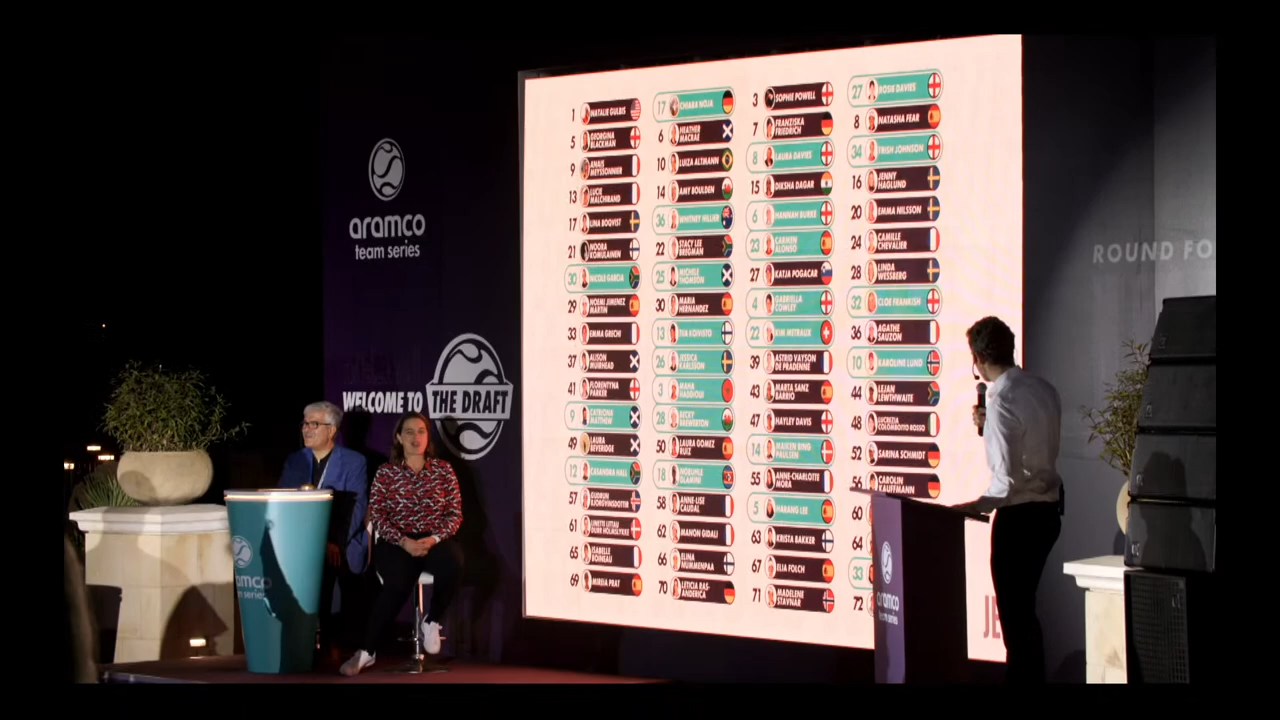 aramco
team series
WELCOME TO THE DRAFT
1 NATALIE GULBIS
5 GEORGINA BLACKMAN
9 ANAIS MEYSSONNIER
13 LUCIE MALCHIRAND
17 LINA BOQVIST
21 NOORA KOMULAINEN
30 NICOLE GARCIA
29 NOEMI JIMENEZ MARTIN
33 EMMA GRECHI
37 ALISON MUIRHEAD
41 FLORENTYNA PARKER
9 CATRIONA MATTHEW
49 LAURA BEVERIDGE
12 CASANDRA HALL
57 GUDRUN BJORGVINSDOTTIR
61
65 ISABELLE BOINEAU
69 MIREIA PRAT
17 CHIARA NOJA
6 HEATHER MACRAE
10 LUIZA ALTMANN
14 AMY BOULDEN
36 WHITNEY HILLIER
22 STACY LEE BREGMAN
25 MICHELE THOMSON
30 MARIA HERNANDEZ
13 TIIA KOIVISTO
26 JESSICA KARLSSON
3 MAHA HADDIOUI
28 BECKY BREWERTON
50 LAURA GOMEZ RUIZ
18 NOBUHLE DLAMINI
58 ANNE-LISE CAUDAL
62 MANON GIDALI
66 ELINA NUMMENPAA
70 LETICIA RAS-ANDERICA
3 SOPHIE POWELL
7 FRANZISKA FRIEDRICH
8 LAURA DAVIES
15 DIKSHA DAGAR
6 HANNAH BURKE
23 CARMEN ALONSO
27 KATJA POGACAR
4 GABRIELLA COWLEY
22 KIM METRAUX
39 ASTRID VAYSON DE PRADENNE
43 MARTA SANZ BARRIO
47 HAYLEY DAVIS
14 MAIKEN BING PAULSEN
55 ANNE-CHARLOTTE MORA
5 HARANG LEE
63 KRISTA BAKKER
67 ELIA FOLCH
71 MADELENE STAVNAR
27 ROSIE DAVIES
8 NATASHA FEAR
34 TRISH JOHNSON
16 JENNY HAGLUND
20 EMMA NILSSON
24 CAMILLE CHEVALIER
28 LINDA WESSBERG
32 CLOE FRANKISH
36 AGATHE SAUZON
10 KAROLINE LUND
44 LEJAN LEWTHWAITE
48 LUCREZIA COLOMBOTTO ROSSO
52 SARINA SCHMIDT
56 CAROLIN KAUFFMANN
60
64
33
72
ROUND FO
JE
aramco
aramco